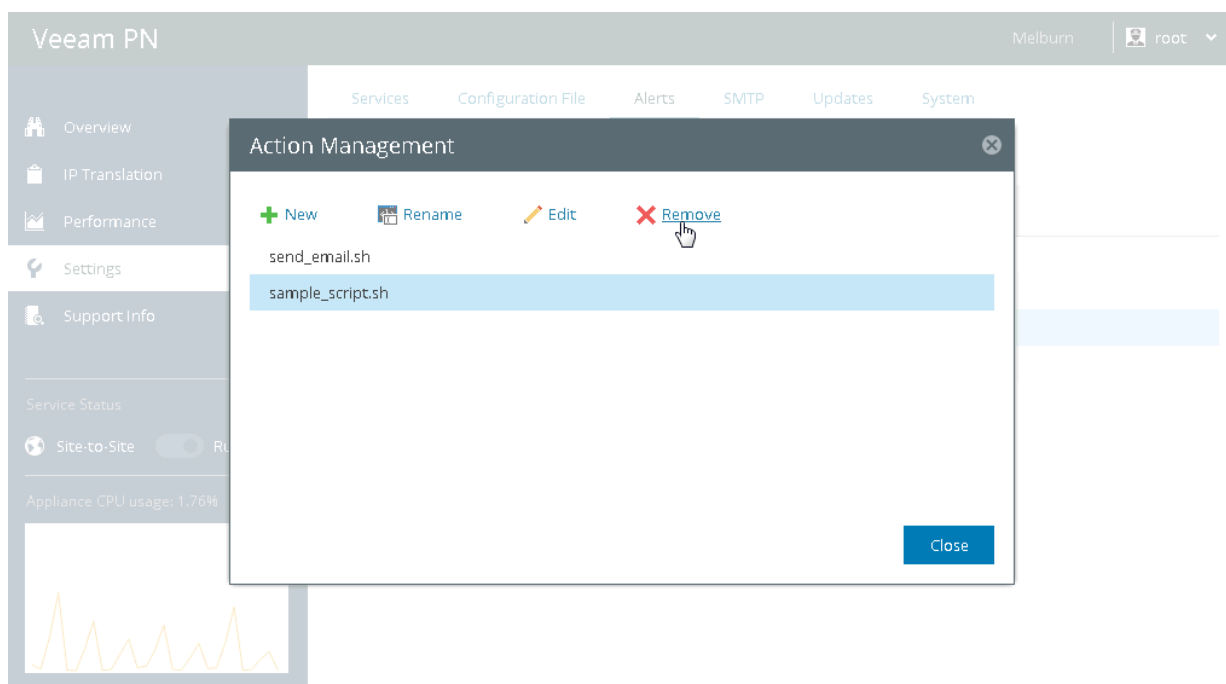 Veeam PN
Melburn
root
Services Configuration File Alerts SMTP Updates System
Overview
IP Translation
Performance
Settings
Support Info
Service Status
Site-to-Site Ru
Appliance CPU usage: 1.76%
Action Management
New Rename Edit Remove
send_email.sh
sample_script.sh
Close